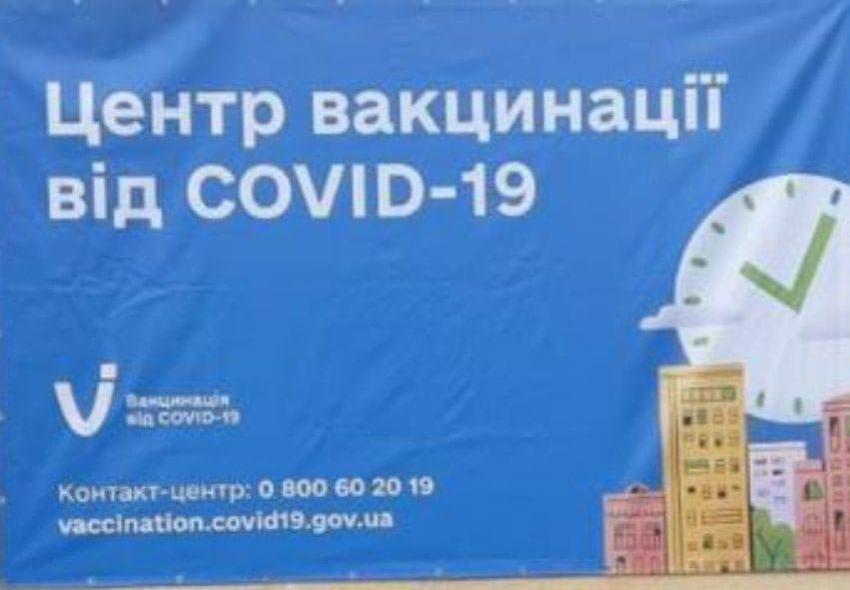 Центр вакцинації
від COVID-19
Vi
Вакцинація
від COVID-19
Контакт-центр: 0 800 60 20 19
vaccination.covid19.gov.ua